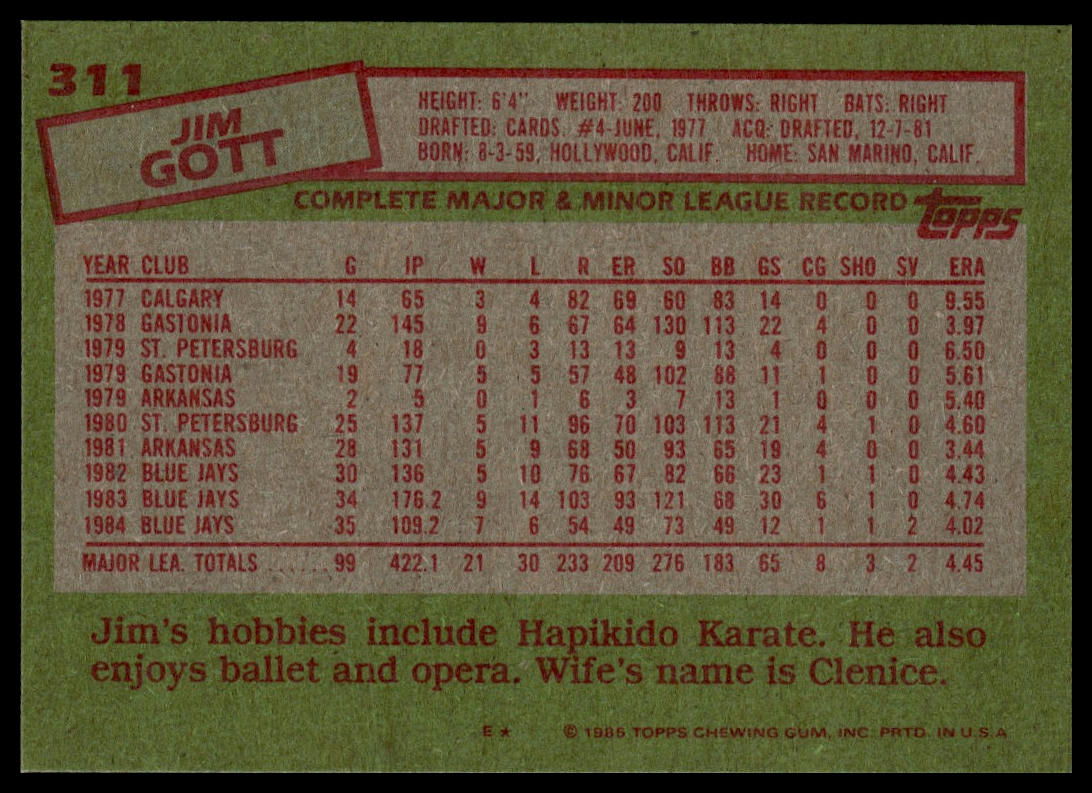 311
JIM
GOTT
HEIGHT: 6'4" WEIGHT: 200 THROWS: RIGHT BATS: RIGHT
DRAFTED: CARDS, #4-JUNE, 1977 ACQ: DRAFTED, 12-7-81
BORN: 8-3-59, HOLLYWOOD, CALIF. HOME: SAN MARINO, CALIF.
COMPLETE MAJOR & MINOR LEAGUE RECORD topps
YEAR CLUB G IP W L R ER SO BB GS CG SHO SV ERA
1977 CALGARY 14 65 3 4 82 69 60 83 14 0 0 0 9.55
1978 GASTONIA 22 145 9 6 67 64 130 113 22 4 0 0 3.97
1979 ST. PETERSBURG 4 18 0 3 13 13 9 13 4 0 0 0 6.50
1979 GASTONIA 19 77 5 5 57 48 102 88 11 1 0 0 5.61
1979 ARKANSAS 2 5 0 1 6 3 7 13 1 0 0 0 5.40
1980 ST. PETERSBURG 25 137 5 11 96 70 103 113 21 4 1 0 4.60
1981 ARKANSAS 28 131 5 9 68 50 93 65 19 4 0 0 3.44
1982 BLUE JAYS 30 136 5 10 76 67 82 66 23 1 1 0 4.43
1983 BLUE JAYS 34 176.2 9 14 103 93 121 68 30 6 1 0 4.74
1984 BLUE JAYS 35 109.2 7 6 54 49 73 49 12 1 1 2 4.02
MAJOR LEA. TOTALS ...... 99 422.1 21 30 233 209 276 183 65 8 3 2 4.45
Jim's hobbies include Hapikido Karate. He also
enjoys ballet and opera. Wife's name is Clenice.
E★ © 1985 TOPPS CHEWING GUM, INC. PRTD. IN U.S.A